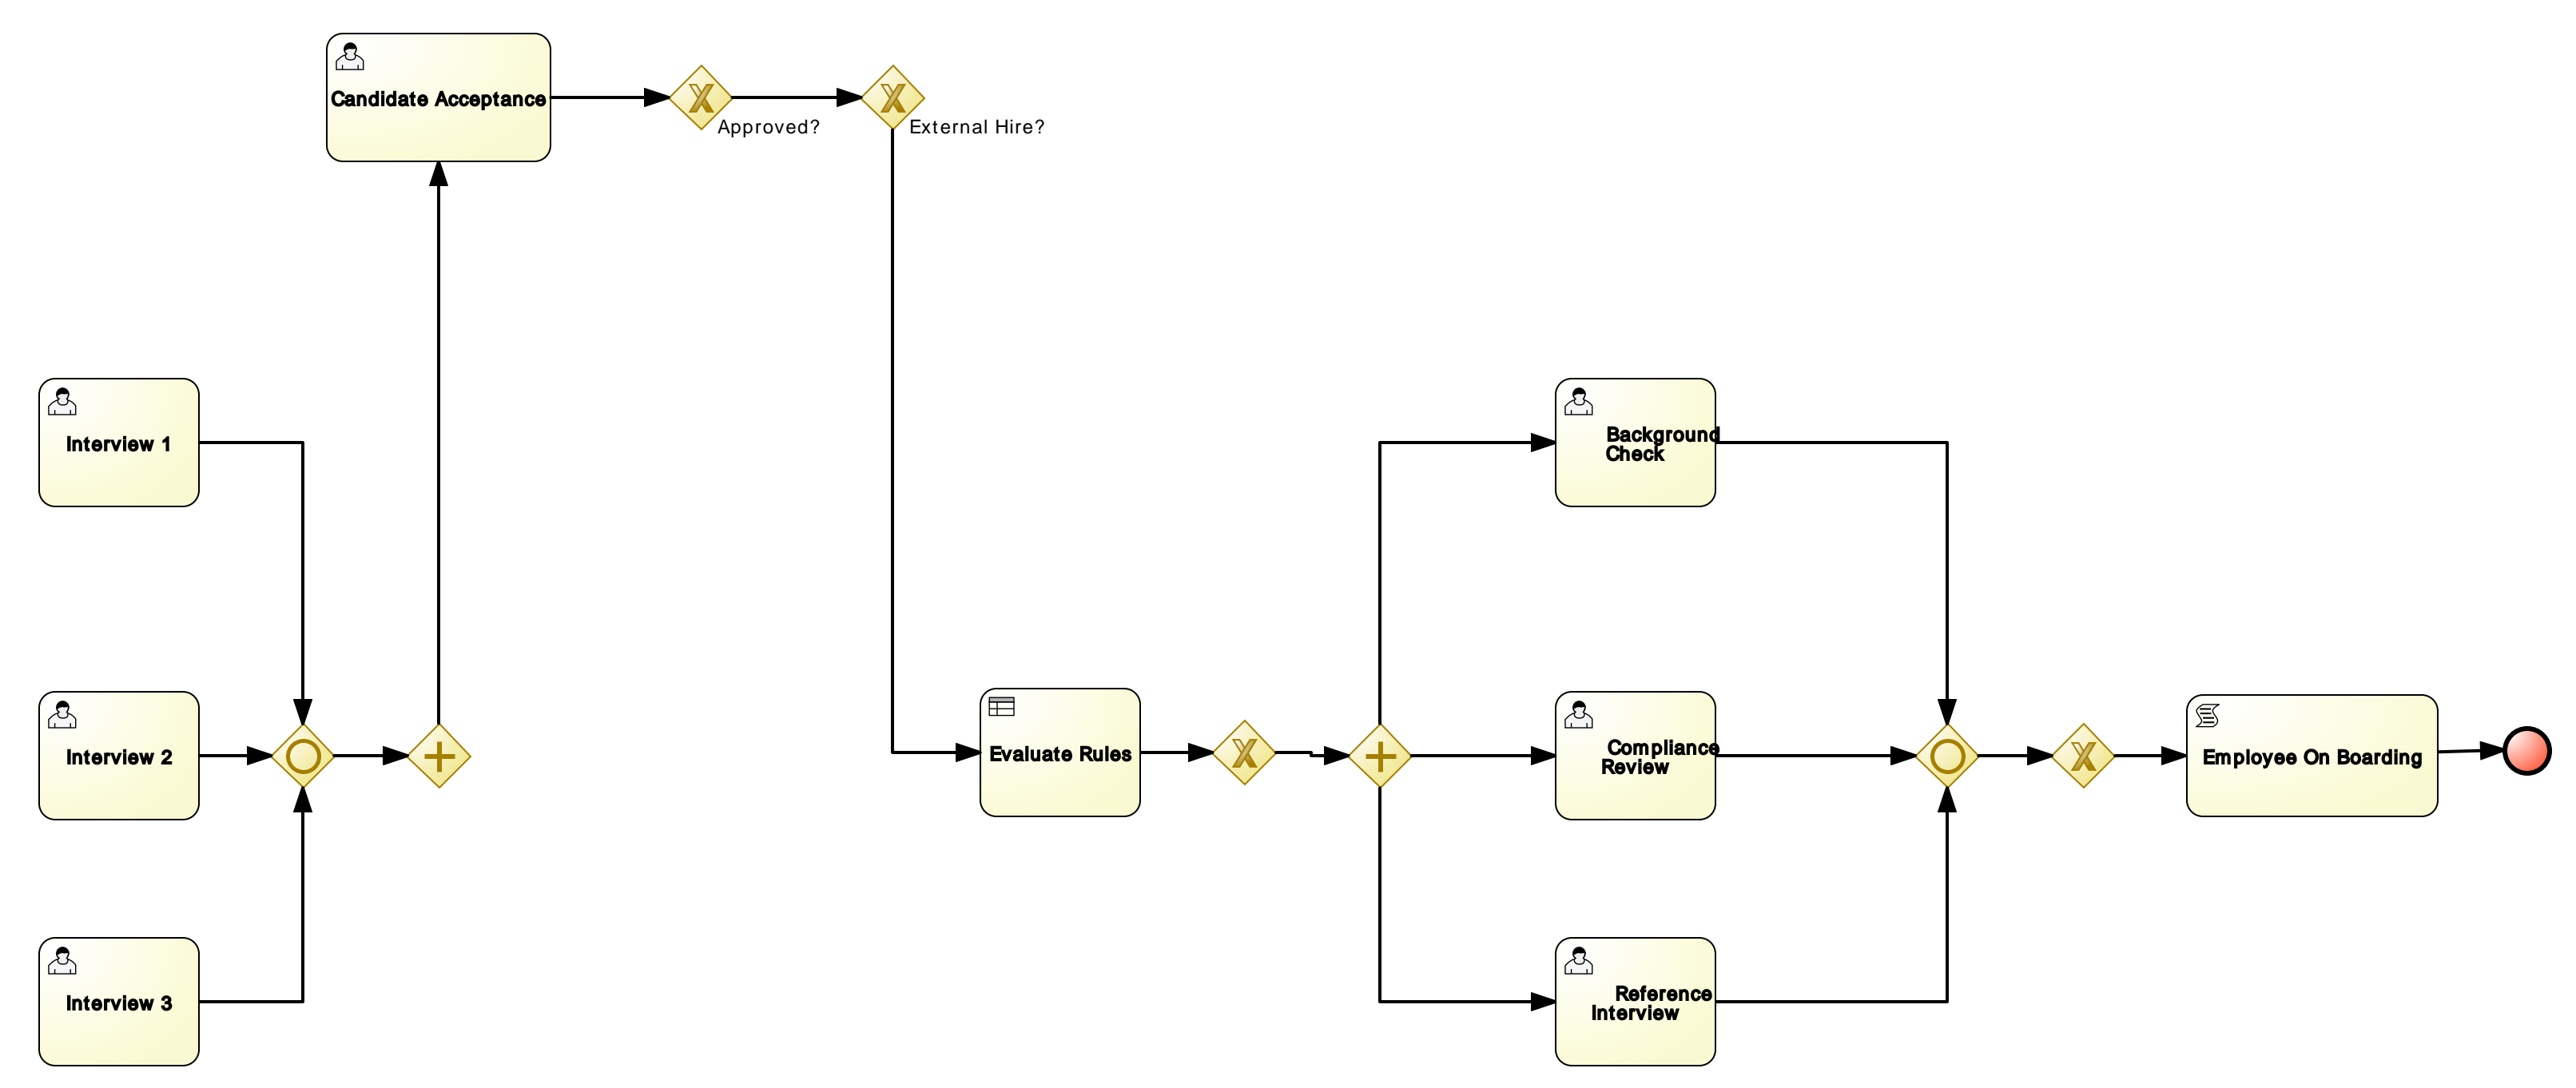 Candidate Acceptance
Approved?
External Hire?
Interview 1
Background
Check
Interview 2
Evaluate Rules
Compliance
Review
Employee On Boarding
Interview 3
Reference
Interview